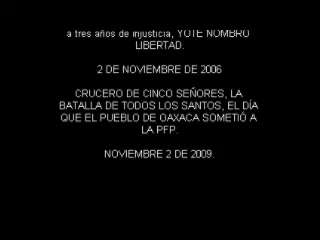 a tres años de injusticia, YOTE NOMBRO
LIBERTAD.
2 DE NOVIEMBRE DE 2006
CRUCERO DE CINCO SEÑORES, LA
BATALLA DE TODOS LOS SANTOS, EL DÍA
QUE EL PUEBLO DE OAXACA SOMETIÓ A
LA PFP.
NOVIEMBRE 2 DE 2009.